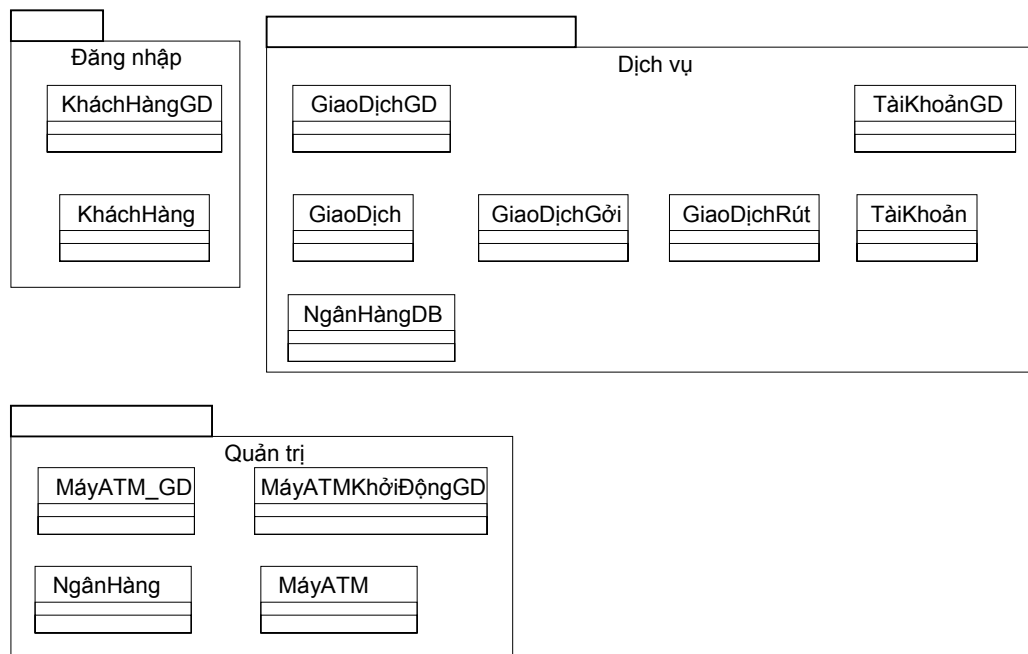 Đăng nhập
KháchHàngGD
KháchHàng
Dịch vụ
GiaoDịchGD
TàiKhoảnGD
GiaoDịch
GiaoDịchGởi
GiaoDịchRút
TàiKhoản
NgânHàngDB
Quản trị
MáyATM_GD
MáyATMKhởiĐộngGD
NgânHàng
MáyATM